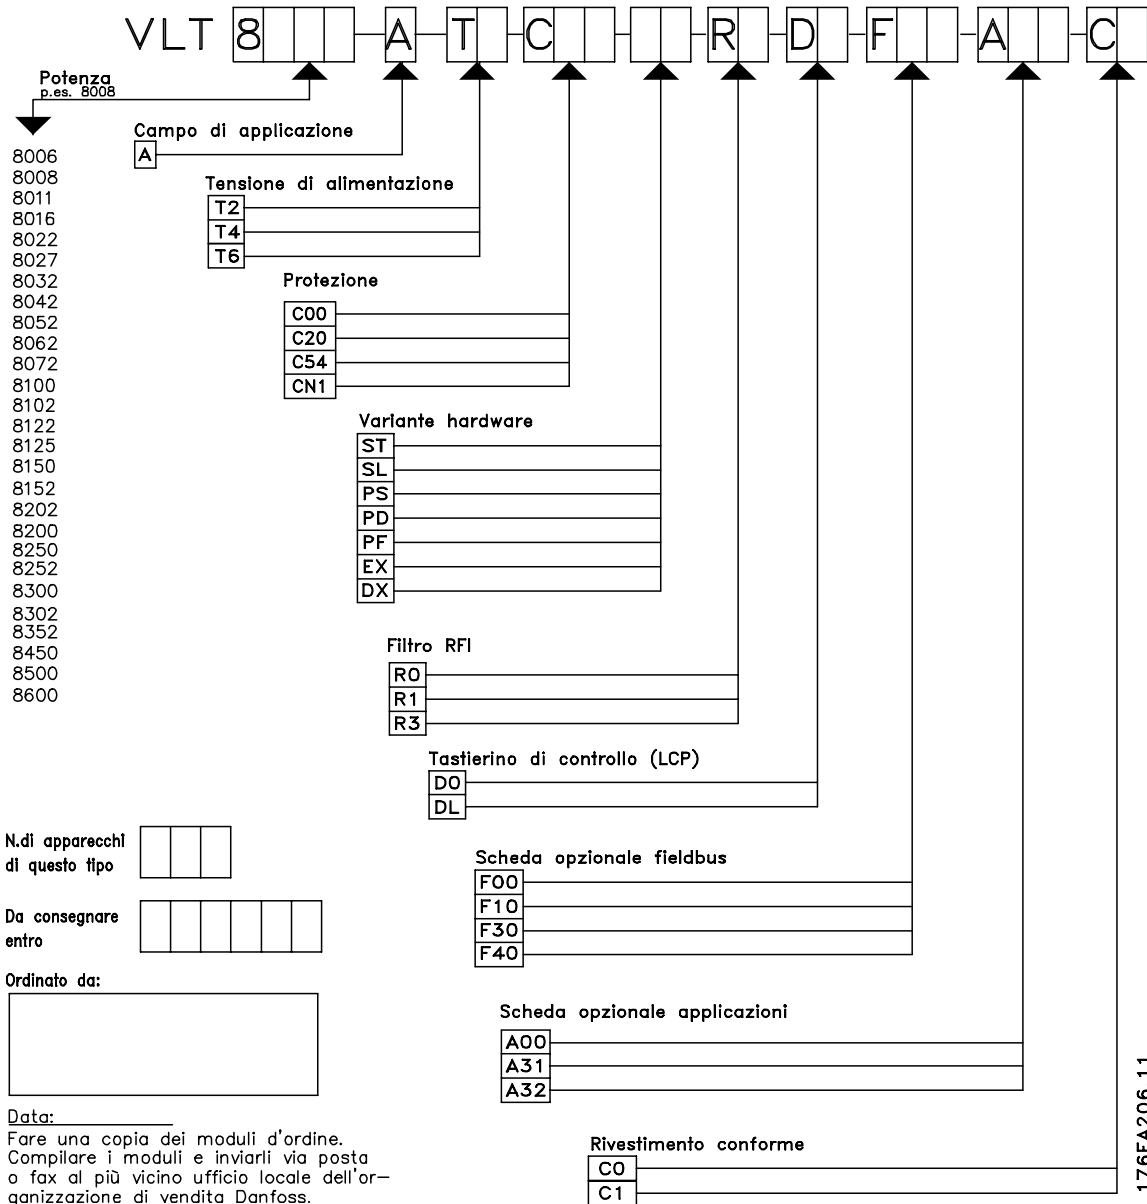 VLT 8 - A - T - C - - R - D - F - A - C
Potenza
p.es. 8008
8006
8008
8011
8016
8022
8027
8032
8042
8052
8062
8072
8100
8102
8122
8125
8150
8152
8202
8200
8250
8252
8300
8302
8352
8450
8500
8600
Campo di applicazione
A
Tensione di alimentazione
T2
T4
T6
Protezione
C00
C20
C54
CN1
Variante hardware
ST
SL
PS
PD
PF
EX
DX
Filtro RFI
R0
R1
R3
Tastierino di controllo (LCP)
D0
DL
Scheda opzionale fieldbus
F00
F10
F30
F40
Scheda opzionale applicazioni
A00
A31
A32
Rivestimento conforme
C0
C1
N.di apparecchi
di questo tipo
Da consegnare
entro
Ordinato da:
Data:
Fare una copia dei moduli d'ordine.
Compilare i moduli e inviarli via posta
o fax al più vicino ufficio locale dell'or-
ganizzazione di vendita Danfoss.
176FA206.11